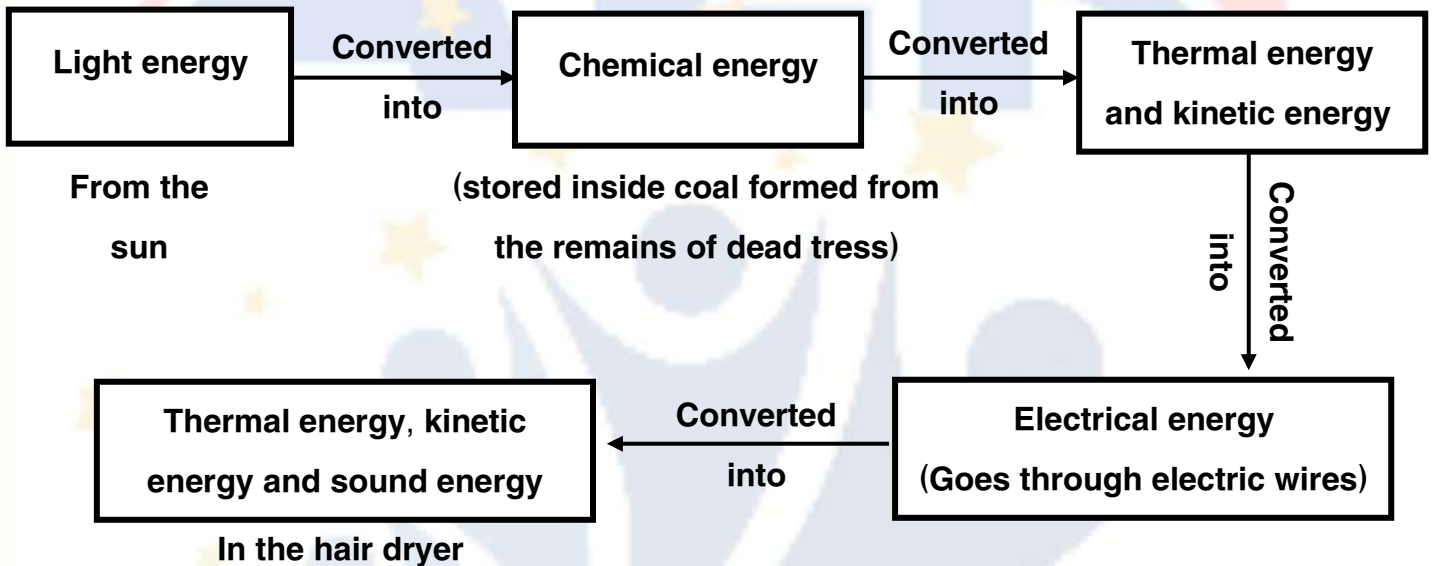 Light energy
Converted
into
Chemical energy
Converted
into
Thermal energy
and kinetic energy
From the
sun
(stored inside coal formed from
the remains of dead tress)
Converted
into
Electrical energy
(Goes through electric wires)
Converted
into
Thermal energy, kinetic
energy and sound energy
In the hair dryer